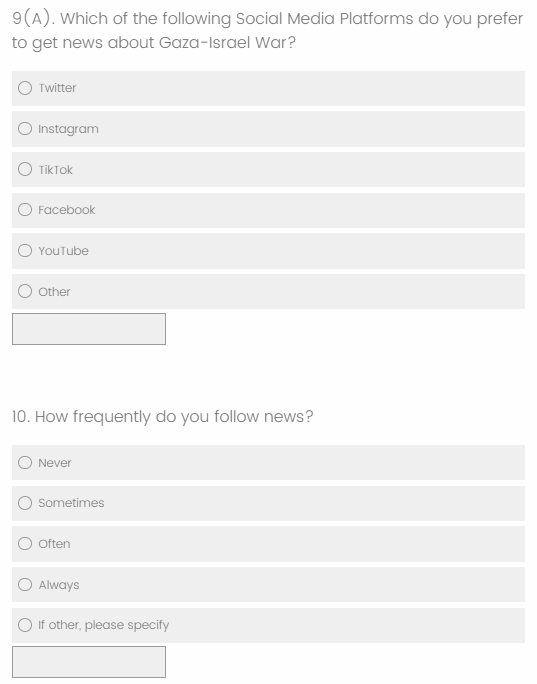 9(A). Which of the following Social Media Platforms do you prefer
to get news about Gaza-Israel War?
Twitter
Instagram
TikTok
Facebook
YouTube
Other
10. How frequently do you follow news?
Never
Sometimes
Often
Always
If other, please specify